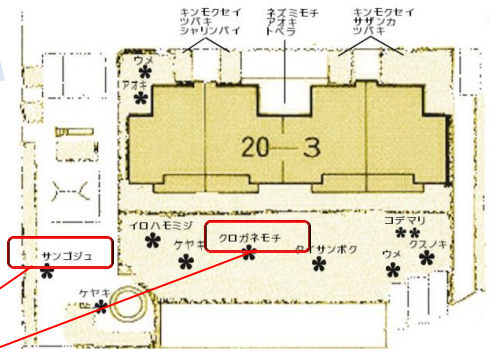 キンモクセイ
ツバキ
シャリンバイ
ネズミモチ
アオキ
トベラ
キンモクセイ
サザンカ
ツバキ
ウメ
アオキ
20-3
イロハモミジ
ケヤキ
クロガネモチ
タイサンボク
コデマリ
クスノキ
ウメ
サンゴジュ
ケヤキ